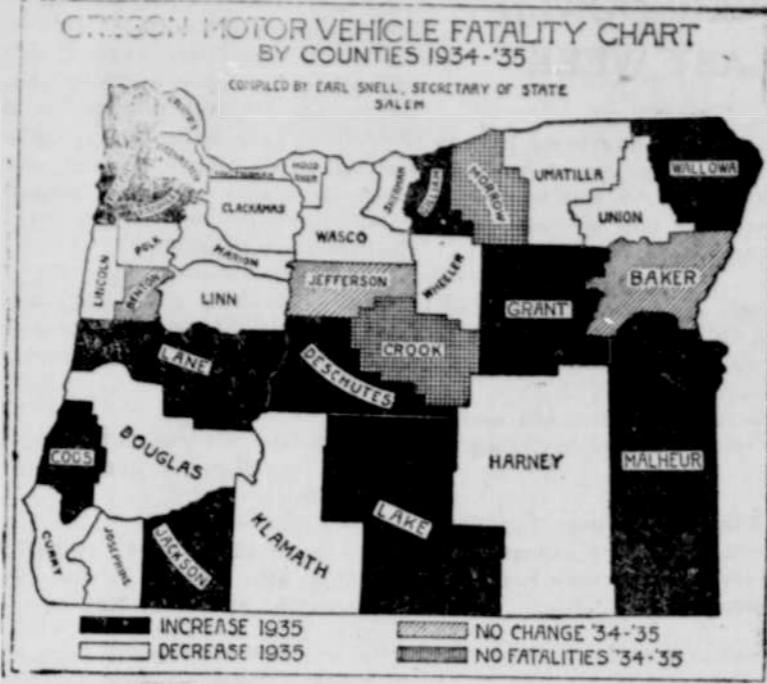 OREGON MOTOR VEHICLE FATALITY CHART
BY COUNTIES 1934-'35
COMPILED BY EARL SNELL, SECRETARY OF STATE
SALEM
HOOD
RIVER
CLACKAMAS
WASCO
SHERMAN
GILLIAM
MORROW
UMATILLA
UNION
WALLOWA
LINCOLN
POLK
MARION
BENTON
LINN
JEFFERSON
WHEELER
GRANT
BAKER
LANE
DESCHUTES
CROOK
COOS
DOUGLAS
HARNEY
MALHEUR
CURRY
JOSEPHINE
JACKSON
KLAMATH
LAKE
INCREASE 1935
DECREASE 1935
NO CHANGE '34-'35
NO FATALITIES '34-'35